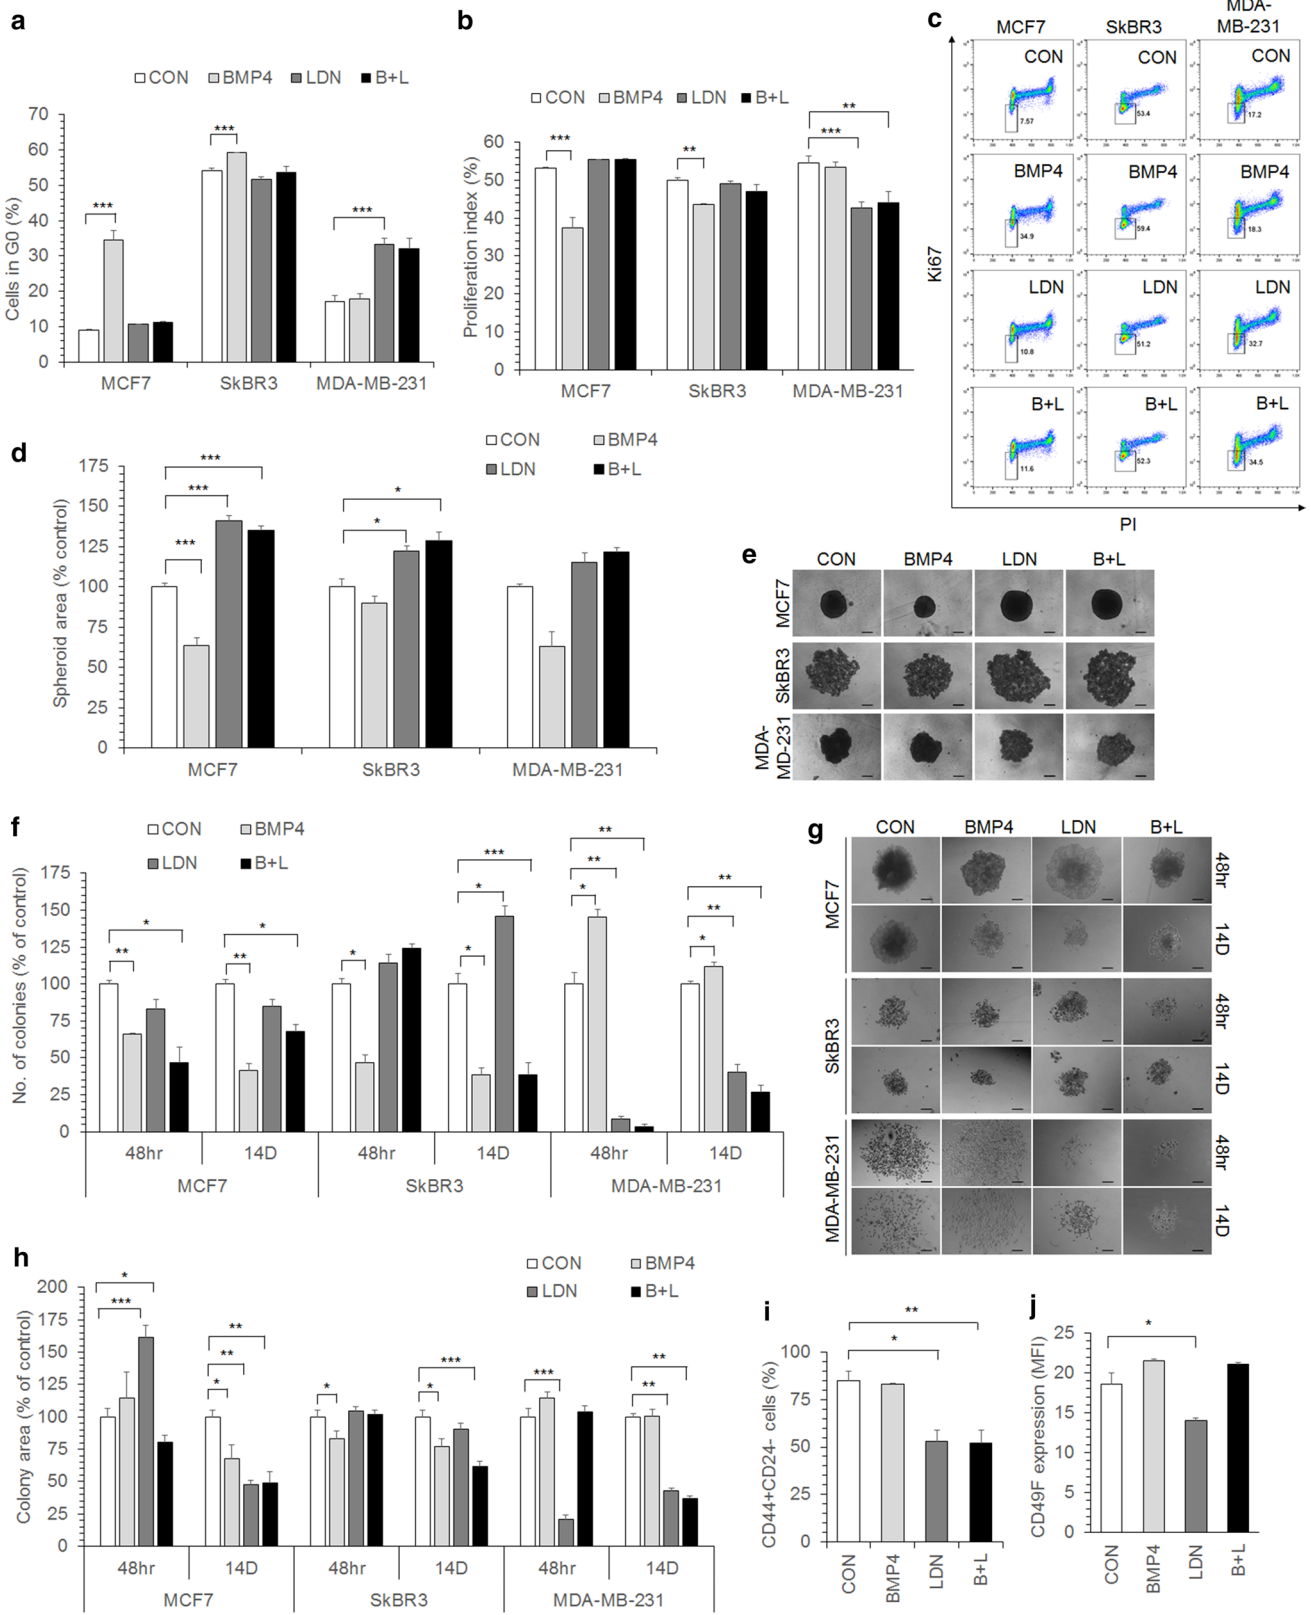 a
CON BMP4 LDN B+L
Cells in G0 (%)
70
60
50
40
30
20
10
0
***
***
***
MCF7 SkBR3 MDA-MB-231
b
CON BMP4 LDN B+L
Proliferation index (%)
60
50
40
30
20
10
0
***
**
**
***
MCF7 SkBR3 MDA-MB-231
c
MCF7 SkBR3 MDA-
MB-231
CON CON CON
7.57 53.4 17.2
BMP4 BMP4 BMP4
34.9 59.4 18.3
LDN LDN LDN
10.8 51.2 32.7
B+L B+L B+L
11.6 52.3 34.5
Ki67
PI
d
CON BMP4
LDN B+L
Spheroid area (% control)
175
150
125
100
75
50
25
0
***
***
***
*
*
MCF7 SkBR3 MDA-MB-231
e
CON BMP4 LDN B+L
MCF7
SkBR3
MDA-
MD-231
f
CON BMP4
LDN B+L
No. of colonies (% of control)
175
150
125
100
75
50
25
0
*
**
*
**
*
***
*
*
**
**
*
**
**
*
48hr 14D 48hr 14D 48hr 14D
MCF7 SkBR3 MDA-MB-231
g
CON BMP4 LDN B+L
MCF7
48hr
14D
SkBR3
48hr
14D
MDA-MB-231
48hr
14D
h
CON BMP4
LDN B+L
Colony area (% of control)
200
175
150
125
100
75
50
25
0
*
***
**
**
*
*
***
*
***
**
**
48hr 14D 48hr 14D 48hr 14D
MCF7 SkBR3 MDA-MB-231
i
CD44+CD24- cells (%)
100
75
50
25
0
**
*
CON BMP4 LDN B+L
j
CD49F expression (MFI)
25
20
15
10
5
0
*
CON BMP4 LDN B+L